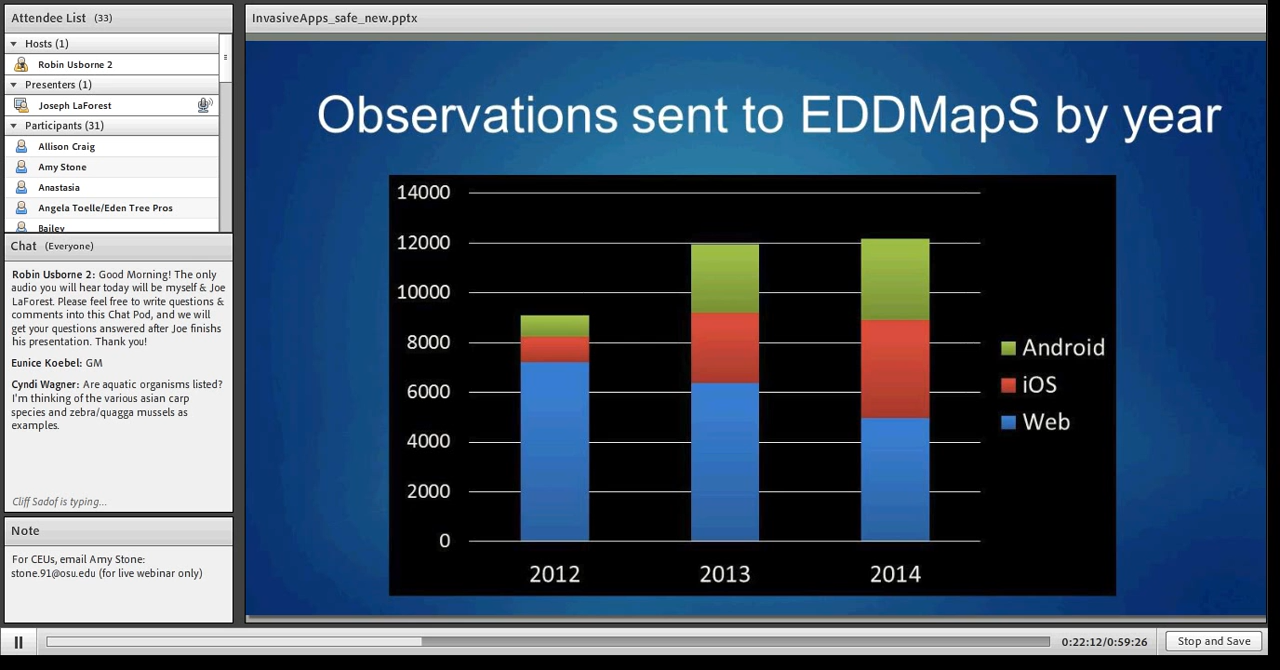 Attendee List (33)
Hosts (1)
Robin Usborne 2
Presenters (1)
Joseph LaForest
Participants (31)
Allison Craig
Amy Stone
Anastasia
Angela Toelle/Eden Tree Pros
Bailey
Chat (Everyone)
Robin Usborne 2: Good Morning! The only
audio you will hear today will be myself & Joe
LaForest. Please feel free to write questions &
comments into this Chat Pod, and we will
get your questions answered after Joe finishs
his presentation. Thank you!
Eunice Koebel: GM
Cyndi Wagner: Are aquatic organisms listed?
I'm thinking of the various asian carp
species and zebra/quagga mussels as
examples.
Cliff Sadof is typing...
Note
For CEUs, email Amy Stone:
stone.91@osu.edu (for live webinar only)
InvasiveApps_safe_new.pptx
Observations sent to EDDMapS by year
14000
12000
10000
8000
6000
4000
2000
0
2012 2013 2014
Android
iOS
Web
0:22:12/0:59:26
Stop and Save